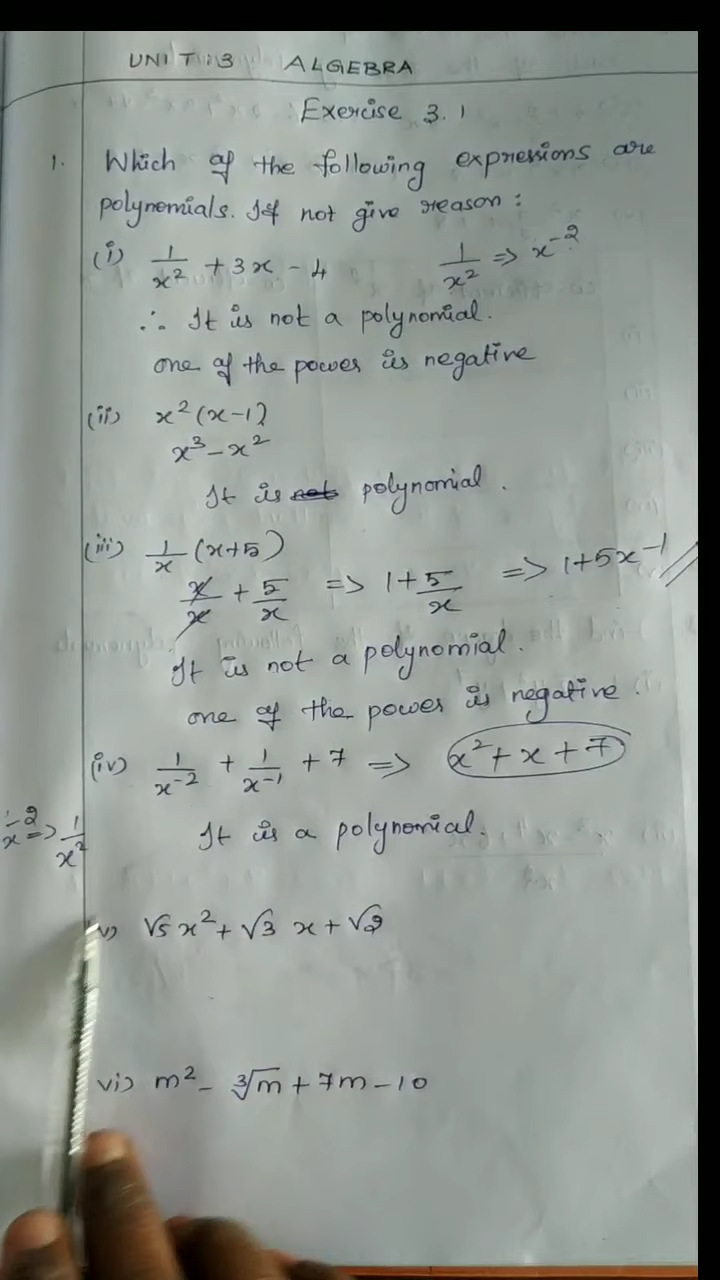 UNIT: 3 ALGEBRA
Exercise 3.1
1. Which of the following expressions are
polynomials. If not give reason:
(i) 1/x² + 3x - 4 1/x² => x⁻²
∴ It is not a polynomial.
one of the power is negative
(ii) x²(x-1)
x³ - x²
It is not polynomial.
(iii) 1/x (x+5)
x/x + 5/x => 1 + 5/x => 1+5x⁻¹
It is not a polynomial.
one of the power is negative.
(iv) 1/x⁻² + 1/x⁻¹ + 7 => x² + x + 7
x⁻² => 1/x²
It is a polynomial.
v) √5 x² + √3 x + √2
vi) m² - ∛m + 7m - 10